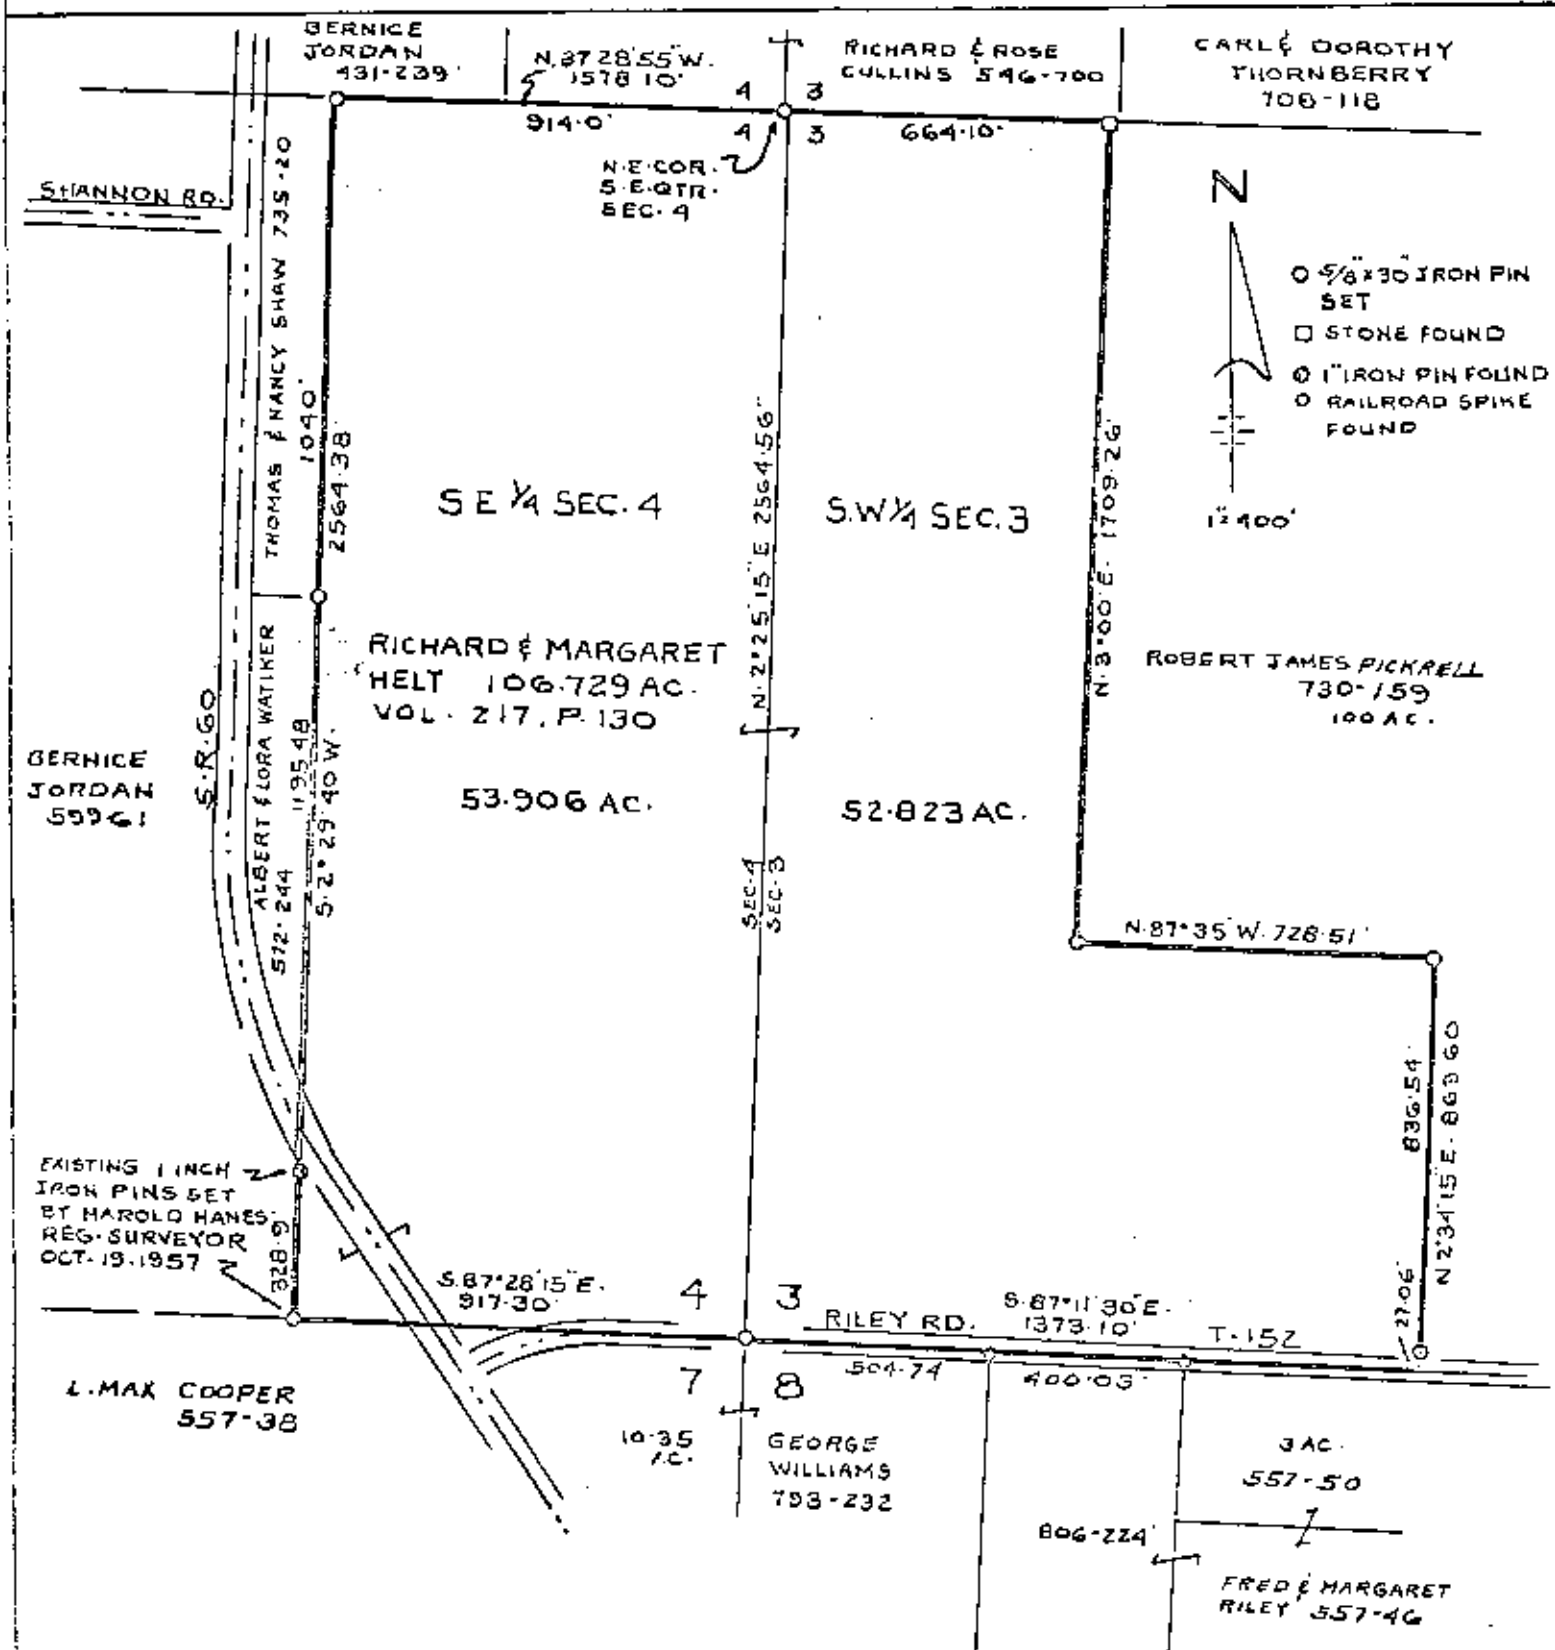 BERNICE
JORDAN
431-239
N.87 28'55"W.
1578.10'
RICHARD & ROSE
CULLINS 546-700
CARL & DOROTHY
THORNBERRY
708-118
4 3
4 3
914.0'
664.10'
N.E.COR.
S.E.QTR.
SEC. 4
SHANNON RD.
THOMAS & NANCY SHAW 735-20
N
O 5/8"x30" IRON PIN
SET
□ STONE FOUND
O 1" IRON PIN FOUND
O RAILROAD SPIKE
FOUND
1"=400'
1040'
2564.38'
S E 1/4 SEC. 4
N. 2° 25' 15" E 2564.56'
S.W 1/4 SEC. 3
N. 3° 00' E. 1709.26'
RICHARD & MARGARET
HELT 106.729 AC.
VOL. 217, P. 130
ROBERT JAMES PICKRELL
730-159
100 AC.
BERNICE
JORDAN
599 61
S.R. 60
ALBERT & LORA WATIKER
572-244
1195.48
S. 2° 29' 40 W.
53.906 AC.
52.823 AC.
SEC. 4
SEC. 3
N. 87° 35' W. 728.51'
836.54'
N 2° 34' 15" E. 863.60
27.06'
EXISTING 1 INCH
IRON PINS SET
BY HAROLD HANES
REG. SURVEYOR
OCT. 19, 1957
328.9
S. 87° 28' 15" E.
917.30'
4 3
RILEY RD.
S. 87° 11' 30" E.
1373.10'
T-152
504.74
400.03'
7 8
L. MAX COOPER
557-38
10.35
GEORGE
WILLIAMS
793-232
3 AC.
557-50
806-224
FRED & MARGARET
RILEY 557-46